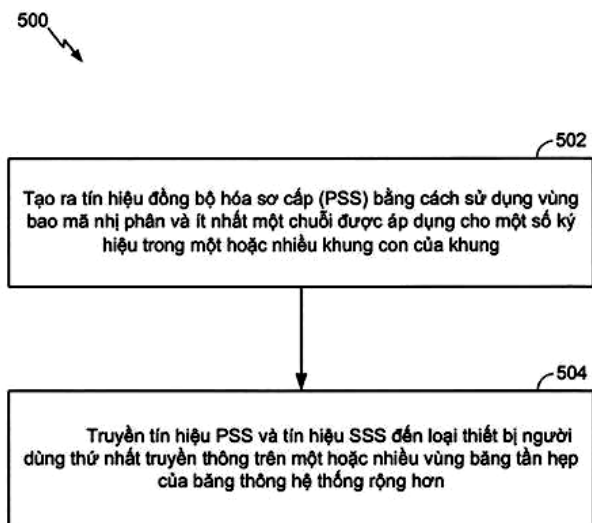 500
502
Tạo ra tín hiệu đồng bộ hóa sơ cấp (PSS) bằng cách sử dụng vùng
bao mã nhị phân và ít nhất một chuỗi được áp dụng cho một số ký
hiệu trong một hoặc nhiều khung con của khung
504
Truyền tín hiệu PSS và tín hiệu SSS đến loại thiết bị người
dùng thứ nhất truyền thông trên một hoặc nhiều vùng băng tần hẹp
của băng thông hệ thống rộng hơn